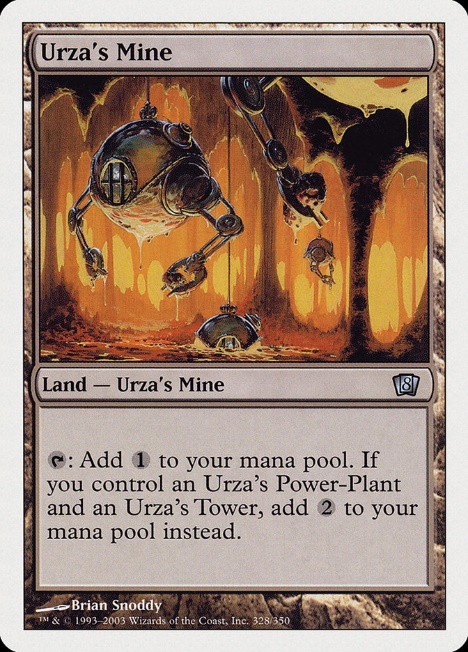 Urza's Mine
Land — Urza's Mine
8
: Add 1 to your mana pool. If
you control an Urza's Power-Plant
and an Urza's Tower, add 2 to your
mana pool instead.
Brian Snoddy
™ & © 1993–2003 Wizards of the Coast, Inc. 328/350